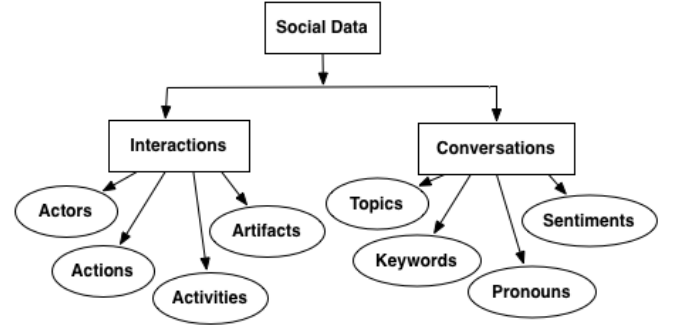 Social Data
Interactions
Conversations
Actors
Actions
Activities
Artifacts
Topics
Keywords
Pronouns
Sentiments